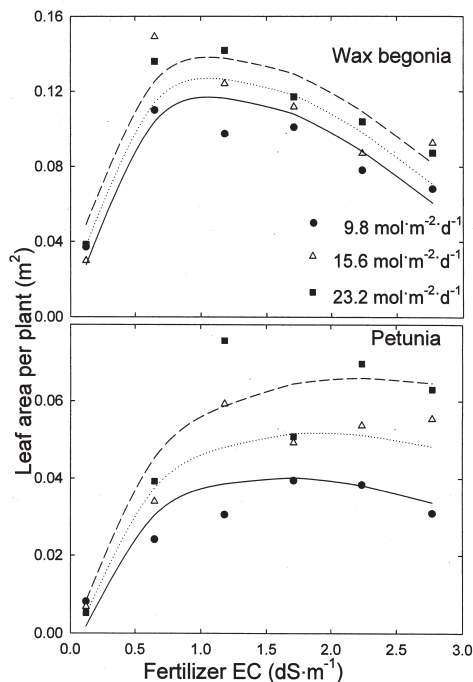 0.16
Wax begonia
0.12
0.08
9.8 mol·m⁻²·d⁻¹
15.6 mol·m⁻²·d⁻¹
0.04
23.2 mol·m⁻²·d⁻¹
0.00
Petunia
0.06
0.04
0.02
0.00
Leaf area per plant (m²)
0.0 0.5 1.0 1.5 2.0 2.5 3.0
Fertilizer EC (dS·m⁻¹)